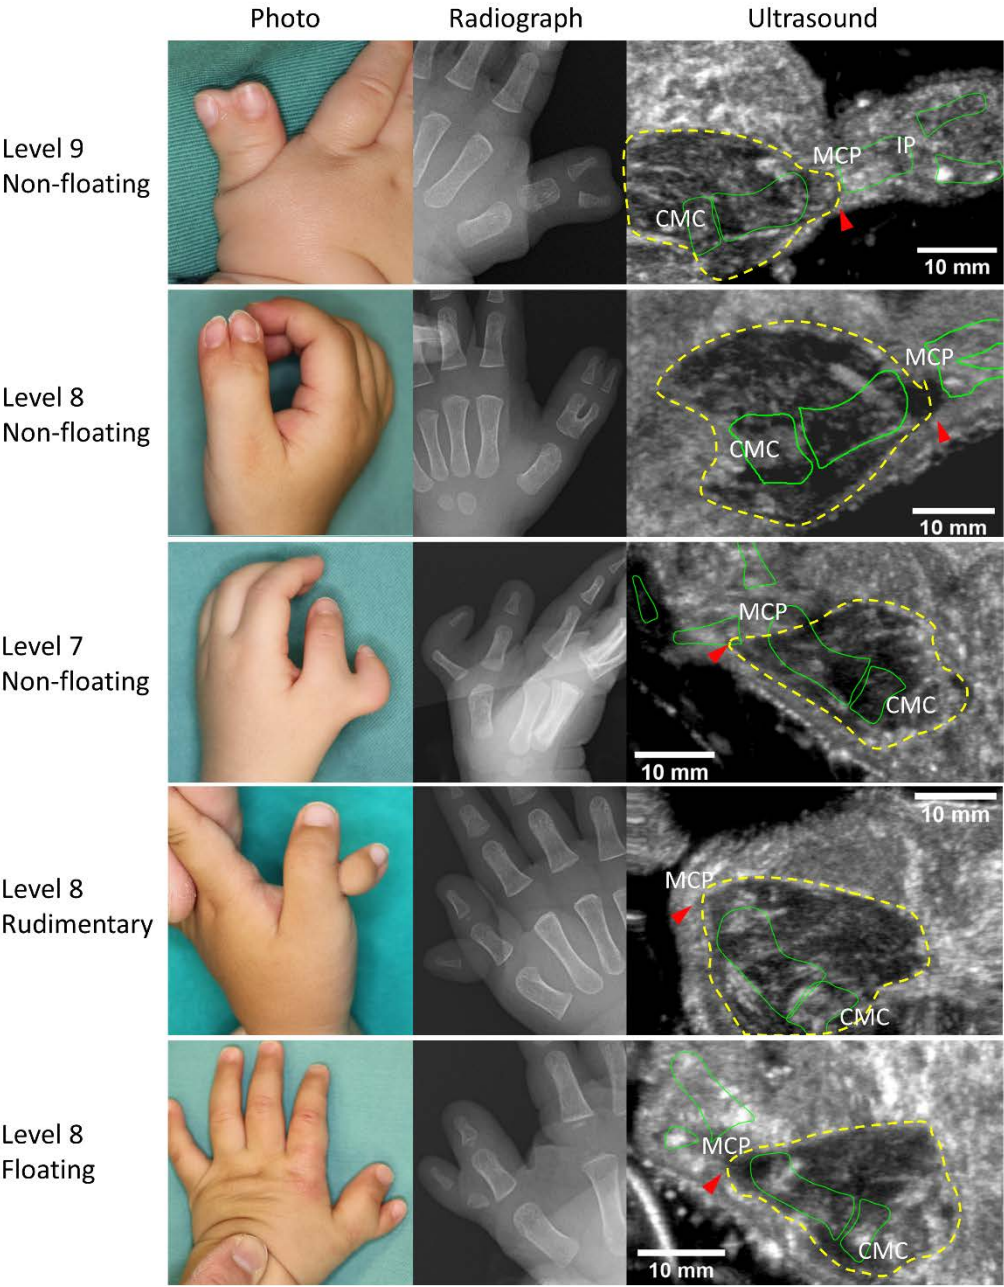 Photo
Radiograph
Ultrasound
Level 9
Non-floating
MCP
IP
CMC
10 mm
Level 8
Non-floating
MCP
CMC
10 mm
Level 7
Non-floating
MCP
CMC
10 mm
Level 8
Rudimentary
10 mm
MCP
CMC
Level 8
Floating
MCP
CMC
10 mm